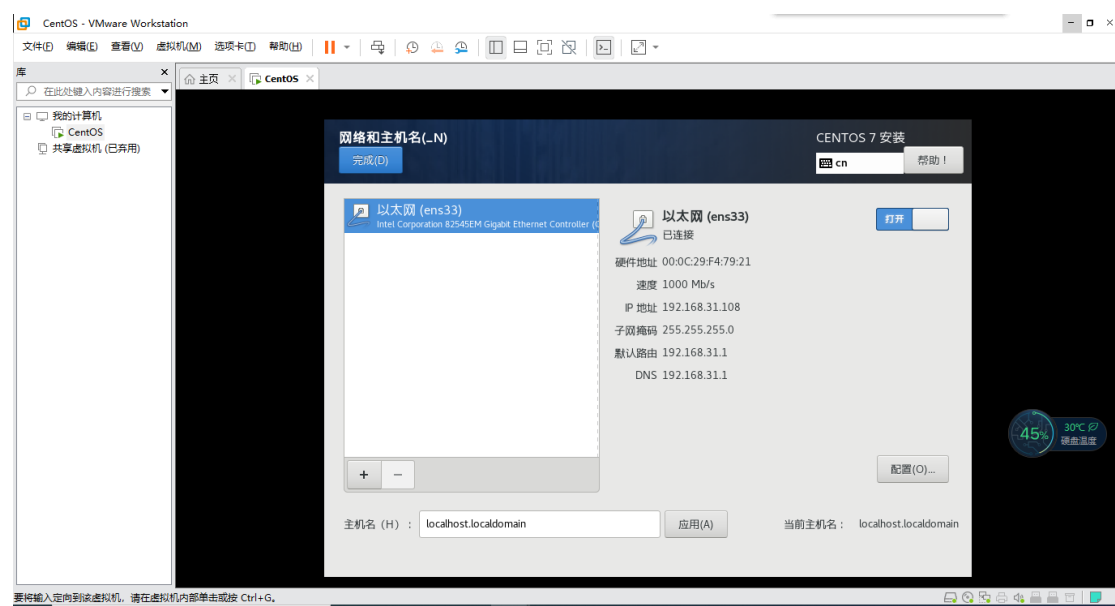 CentOS - VMware Workstation
文件(F) 编辑(E) 查看(V) 虚拟机(M) 选项卡(T) 帮助(H)
库
主页 CentOS
在此处键入内容进行搜索
我的计算机
CentOS
共享虚拟机 (已弃用)
网络和主机名(_N)
CENTOS 7 安装
完成(D)
cn
帮助！
以太网 (ens33)
Intel Corporation 82545EM Gigabit Ethernet Controller (C
以太网 (ens33)
已连接
打开
硬件地址 00:0C:29:F4:79:21
速度 1000 Mb/s
IP 地址 192.168.31.108
子网掩码 255.255.255.0
默认路由 192.168.31.1
DNS 192.168.31.1
45%
30℃
硬盘温度
+ −
配置(O)...
主机名（H）： localhost.localdomain 应用(A) 当前主机名： localhost.localdomain
要将输入定向到该虚拟机，请在虚拟机内部单击或按 Ctrl+G。